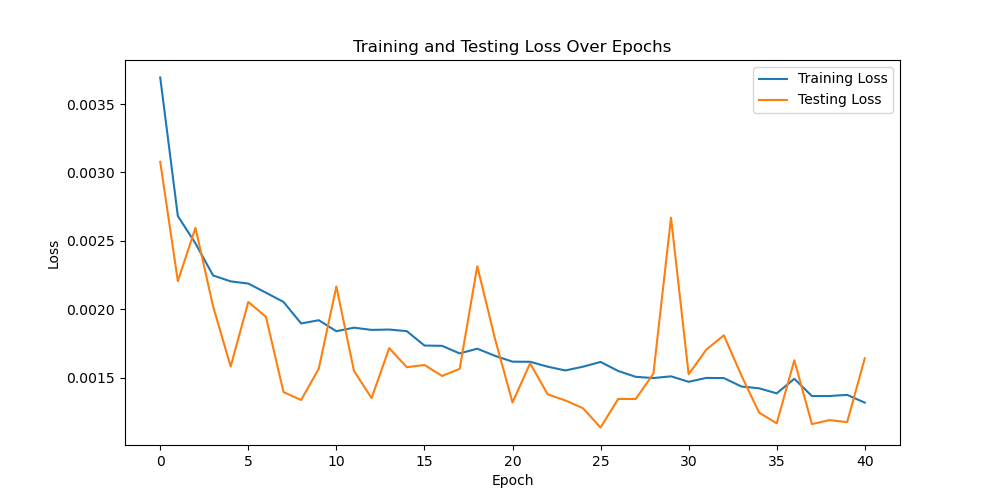 Training and Testing Loss Over Epochs
Training Loss
Testing Loss
0.0035
0.0030
0.0025
0.0020
0.0015
Loss
0 5 10 15 20 25 30 35 40
Epoch